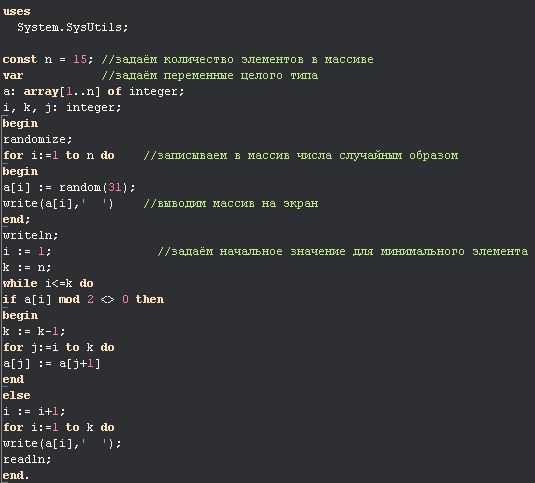 uses
System.SysUtils;
const n = 15; //задаём количество элементов в массиве
var //задаём переменные целого типа
a: array[1..n] of integer;
i, k, j: integer;
begin
randomize;
for i:=1 to n do //записываем в массив числа случайным образом
begin
a[i] := random(31);
write(a[i],'  ') //выводим массив на экран
end;
writeln;
i := 1; //задаём начальное значение для минимального элемента
k := n;
while i<=k do
if a[i] mod 2 <> 0 then
begin
k := k-1;
for j:=i to k do
a[j] := a[j+1]
end
else
i := i+1;
for i:=1 to k do
write(a[i],'  ');
readln;
end.